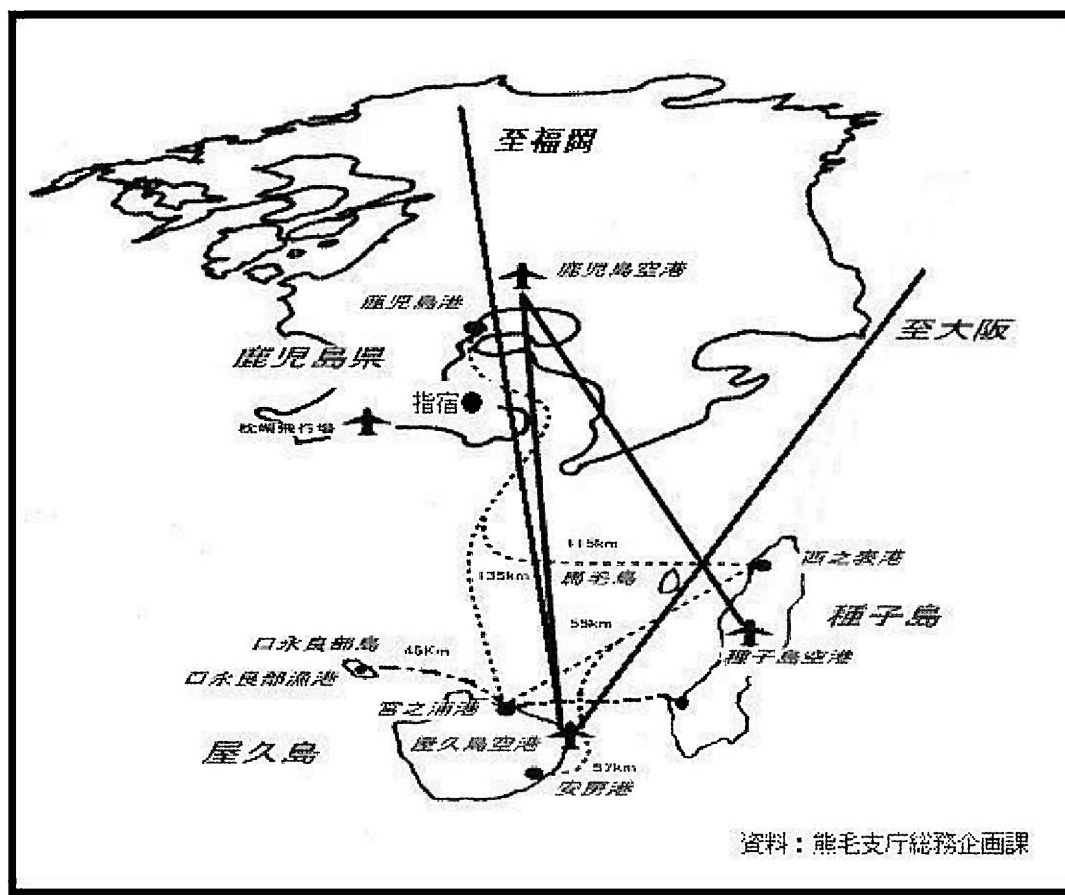 至福岡
鹿児島空港
鹿児島港
至大阪
鹿児島県
指宿
枕崎飛行場
115km
西之表港
135km
馬毛島
種子島
55km
口永良部島
46Km
種子島空港
口永良部漁港
宮之浦港
屋久島空港
屋久島
57km
安房港
資料：熊毛支庁総務企画課